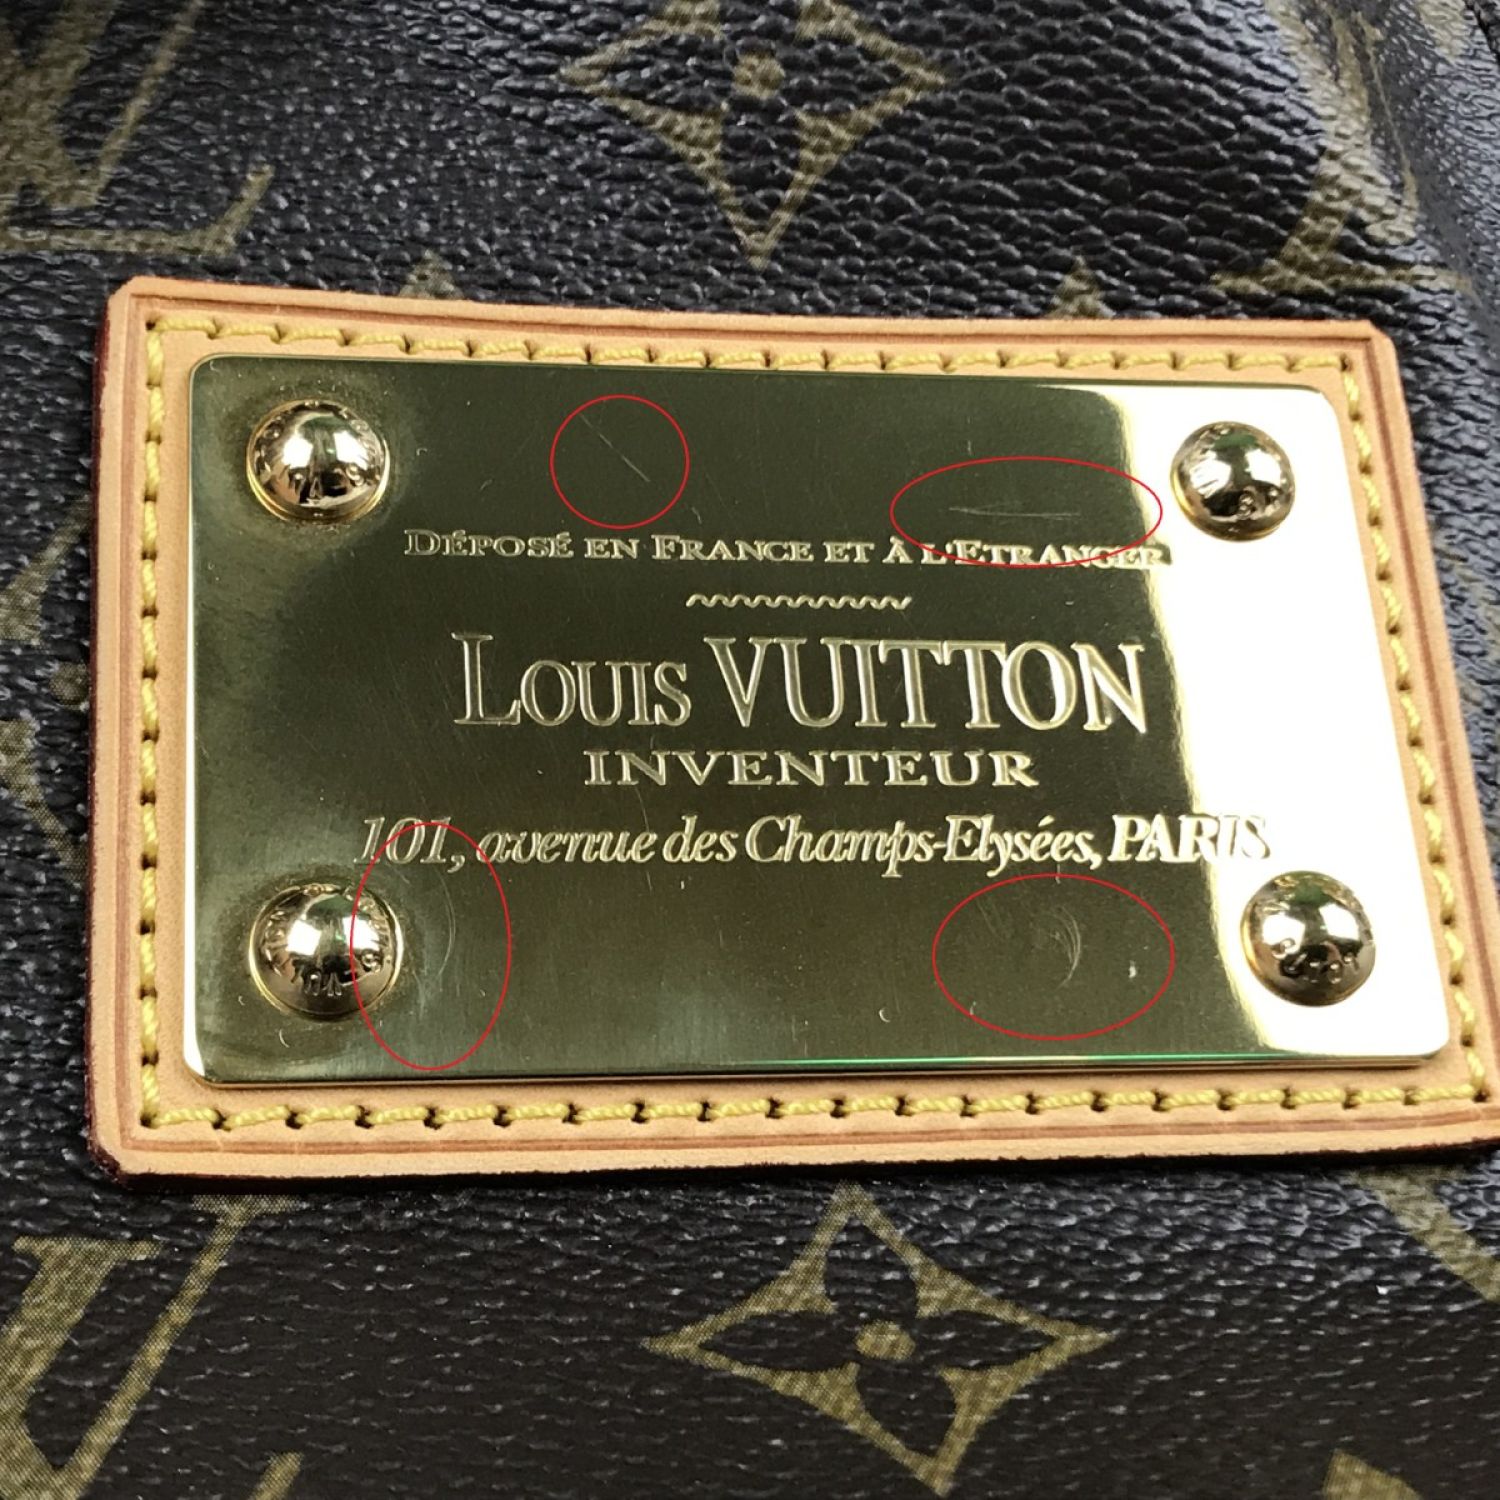 DÉPOSÉ EN FRANCE ET À L'ETRANGER
LOUIS VUITTON
INVENTEUR
101, avenue des Champs-Elysées, PARIS